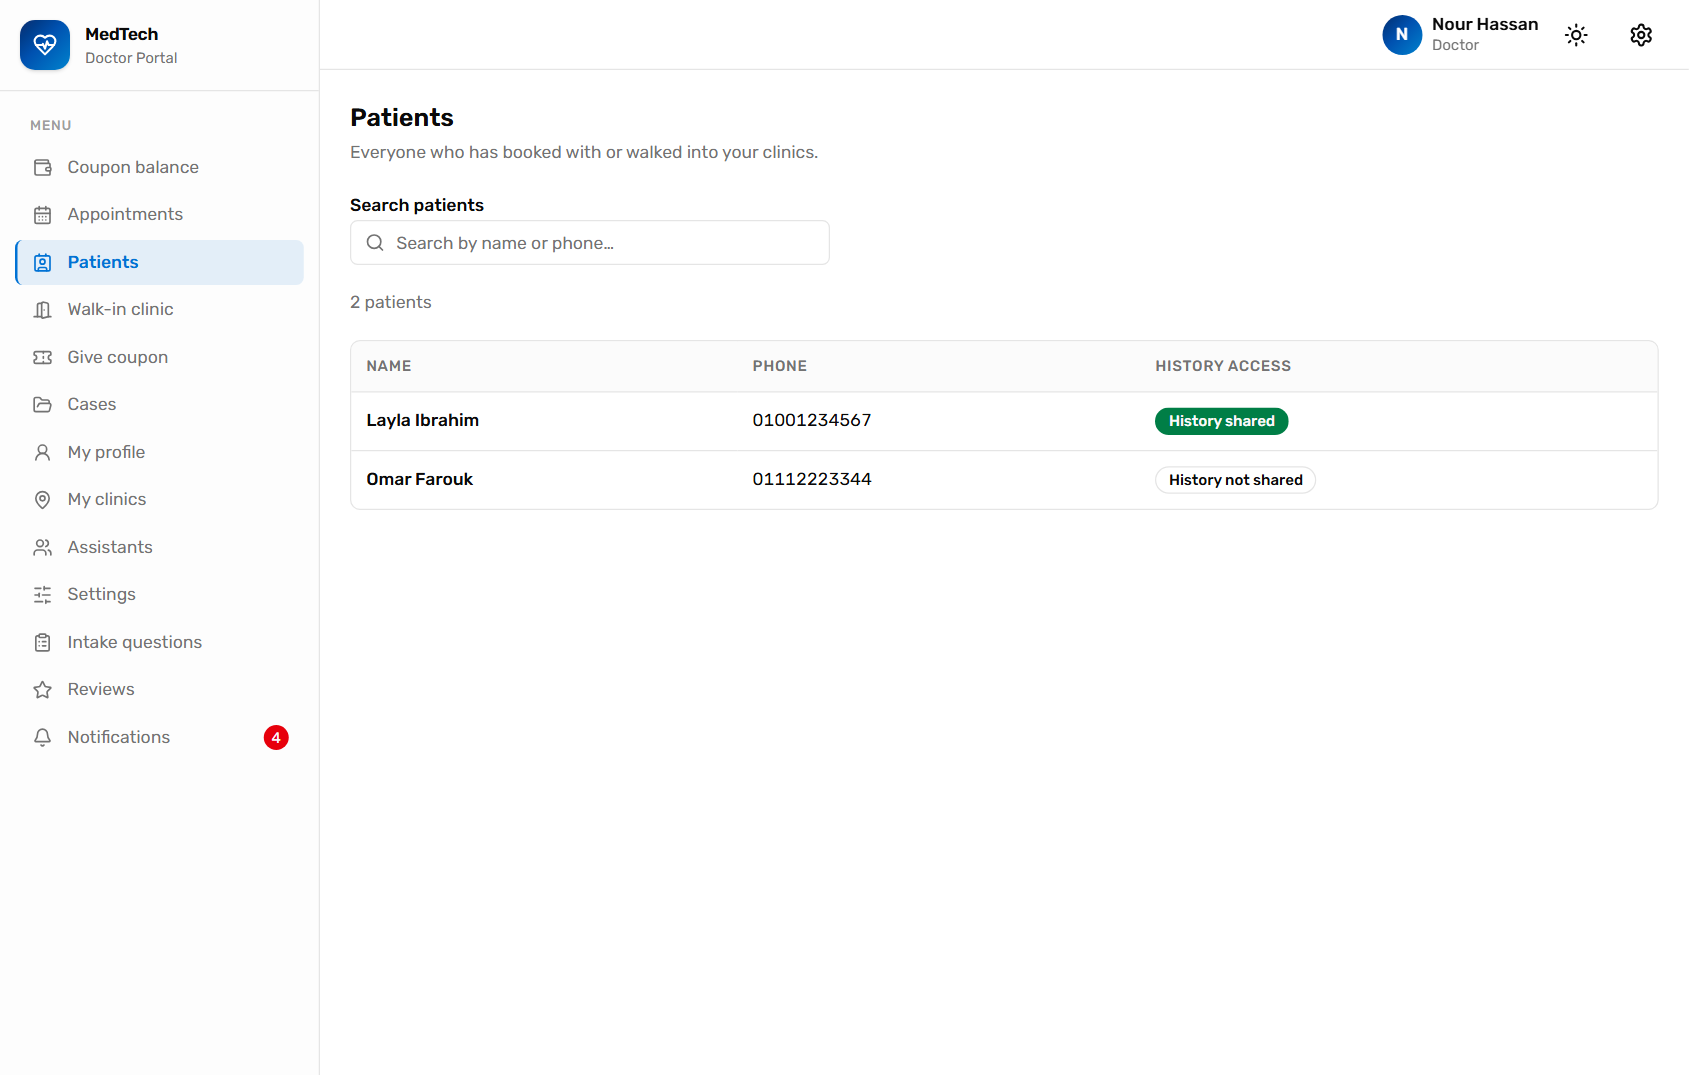 MedTech
Doctor Portal
MENU
Coupon balance
Appointments
Patients
Walk-in clinic
Give coupon
Cases
My profile
My clinics
Assistants
Settings
Intake questions
Reviews
Notifications 4
N Nour Hassan
Doctor
Patients
Everyone who has booked with or walked into your clinics.
Search patients
Search by name or phone…
2 patients
NAME PHONE HISTORY ACCESS
Layla Ibrahim 01001234567 History shared
Omar Farouk 01112223344 History not shared